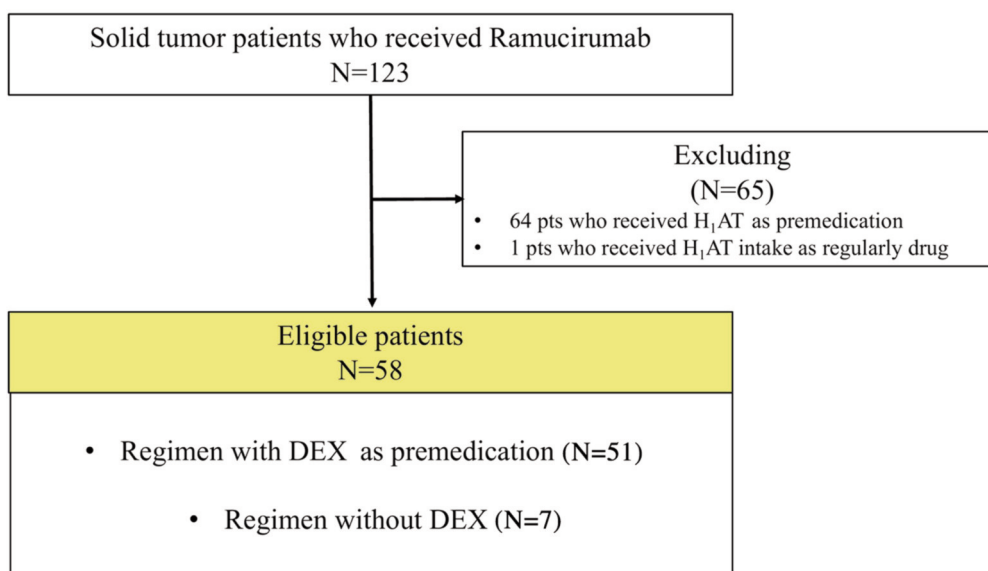 Solid tumor patients who received Ramucirumab
N=123
Excluding
(N=65)
• 64 pts who received H₁AT as premedication
• 1 pts who received H₁AT intake as regularly drug
Eligible patients
N=58
• Regimen with DEX as premedication (N=51)
• Regimen without DEX (N=7)